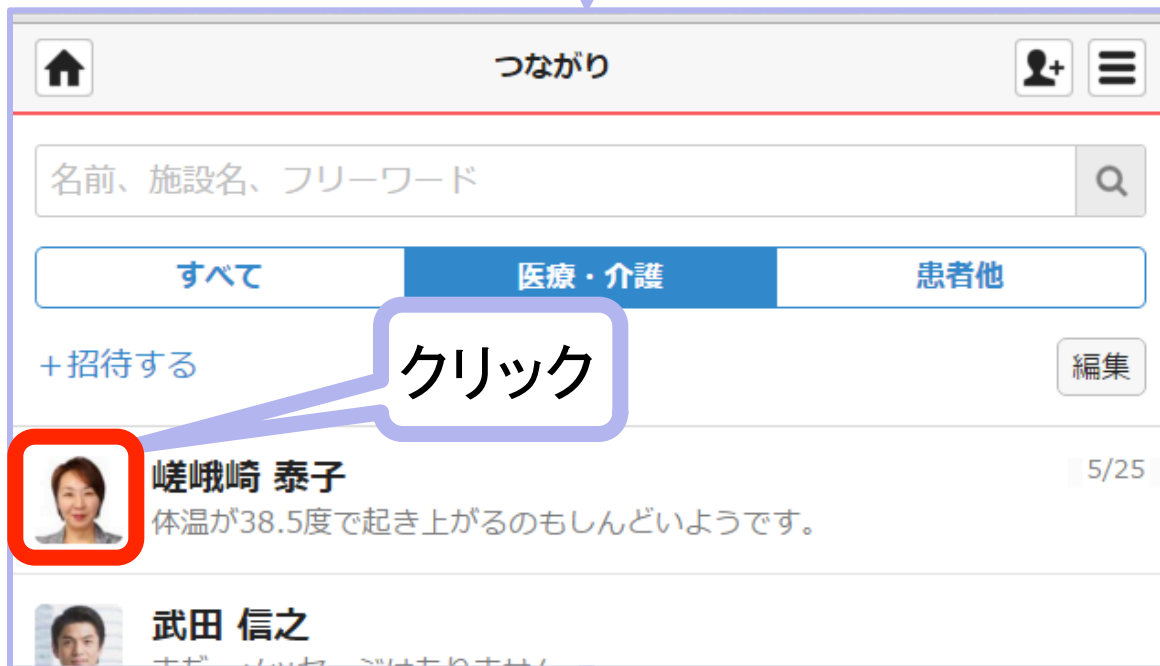 つながり
名前、施設名、フリーワード
すべて 医療・介護 患者他
+招待する クリック 編集
嵯峨崎 泰子 5/25
体温が38.5度で起き上がるのもしんどいようです。
武田 信之